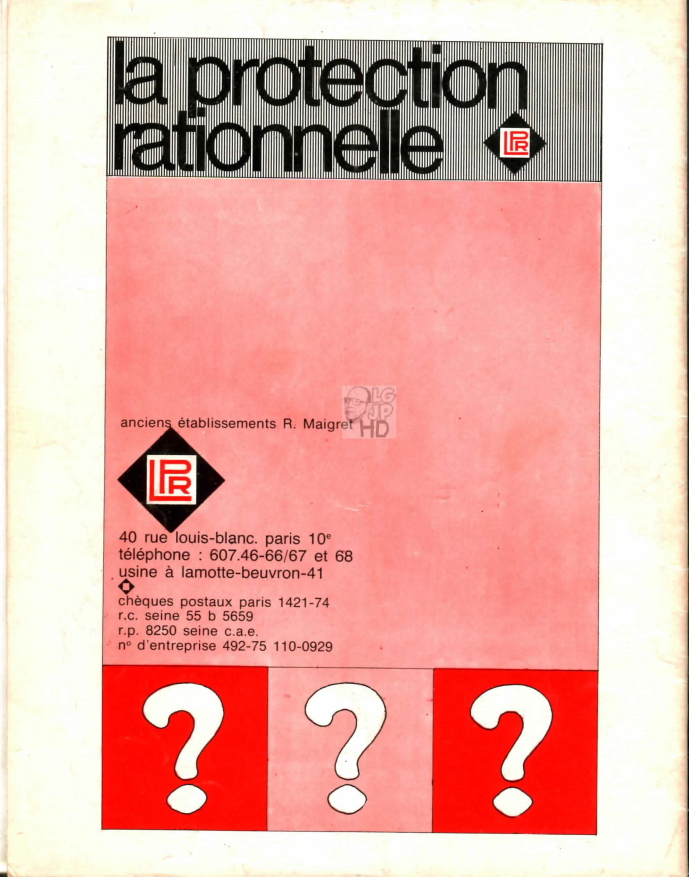 la protection
rationnelle
LPR
LG
JP
HD
anciens établissements R. Maigret
LPR
40 rue louis-blanc. paris 10e
téléphone : 607.46-66/67 et 68
usine à lamotte-beuvron-41
chèques postaux paris 1421-74
r.c. seine 55 b 5659
r.p. 8250 seine c.a.e.
n° d'entreprise 492-75 110-0929
? ? ?